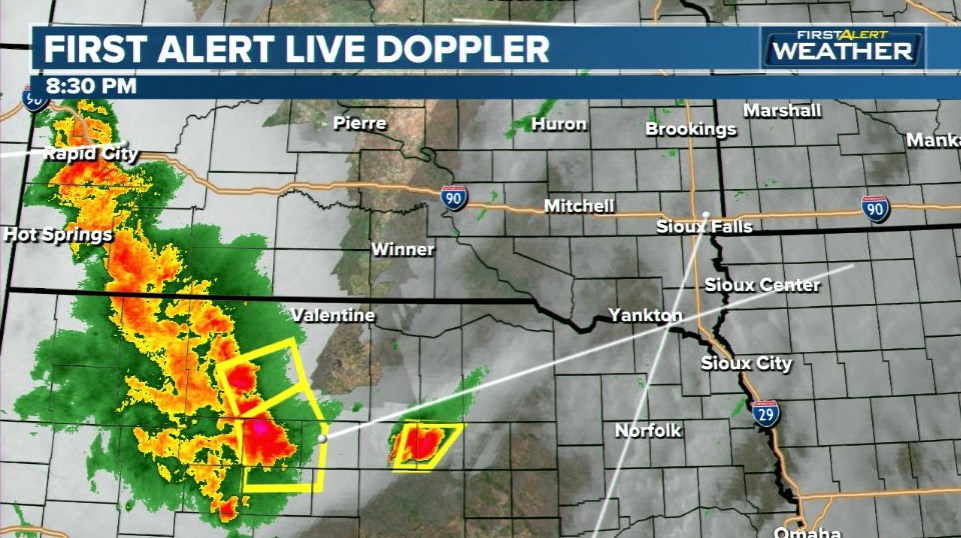 FIRST ALERT LIVE DOPPLER
FIRST ALERT
WEATHER
8:30 PM
90
Pierre
Huron
Marshall
Brookings
Manka
Rapid City
90
Mitchell
90
Sioux Falls
Hot Springs
Winner
Sioux Center
Valentine
Yankton
Sioux City
29
Norfolk
Omaha